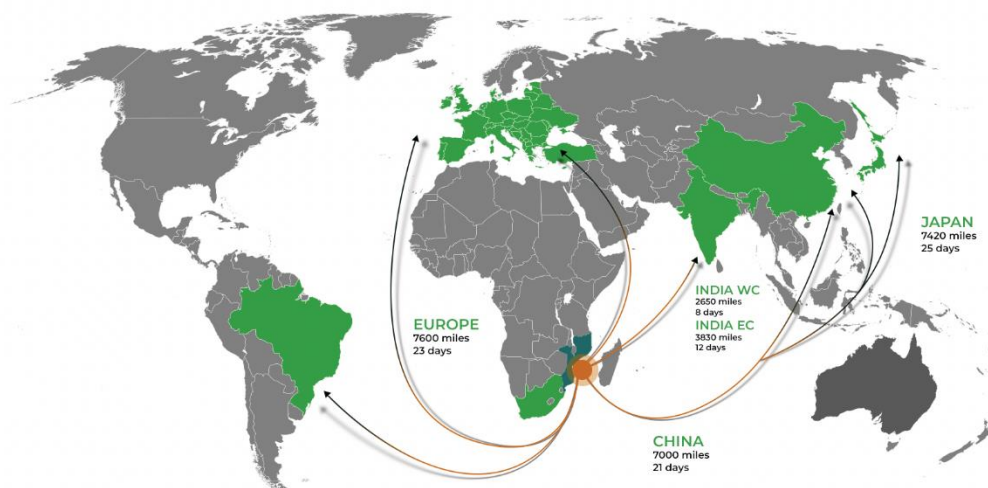 EUROPE
7600 miles
23 days
INDIA WC
2650 miles
8 days
INDIA EC
3830 miles
12 days
JAPAN
7420 miles
25 days
CHINA
7000 miles
21 days